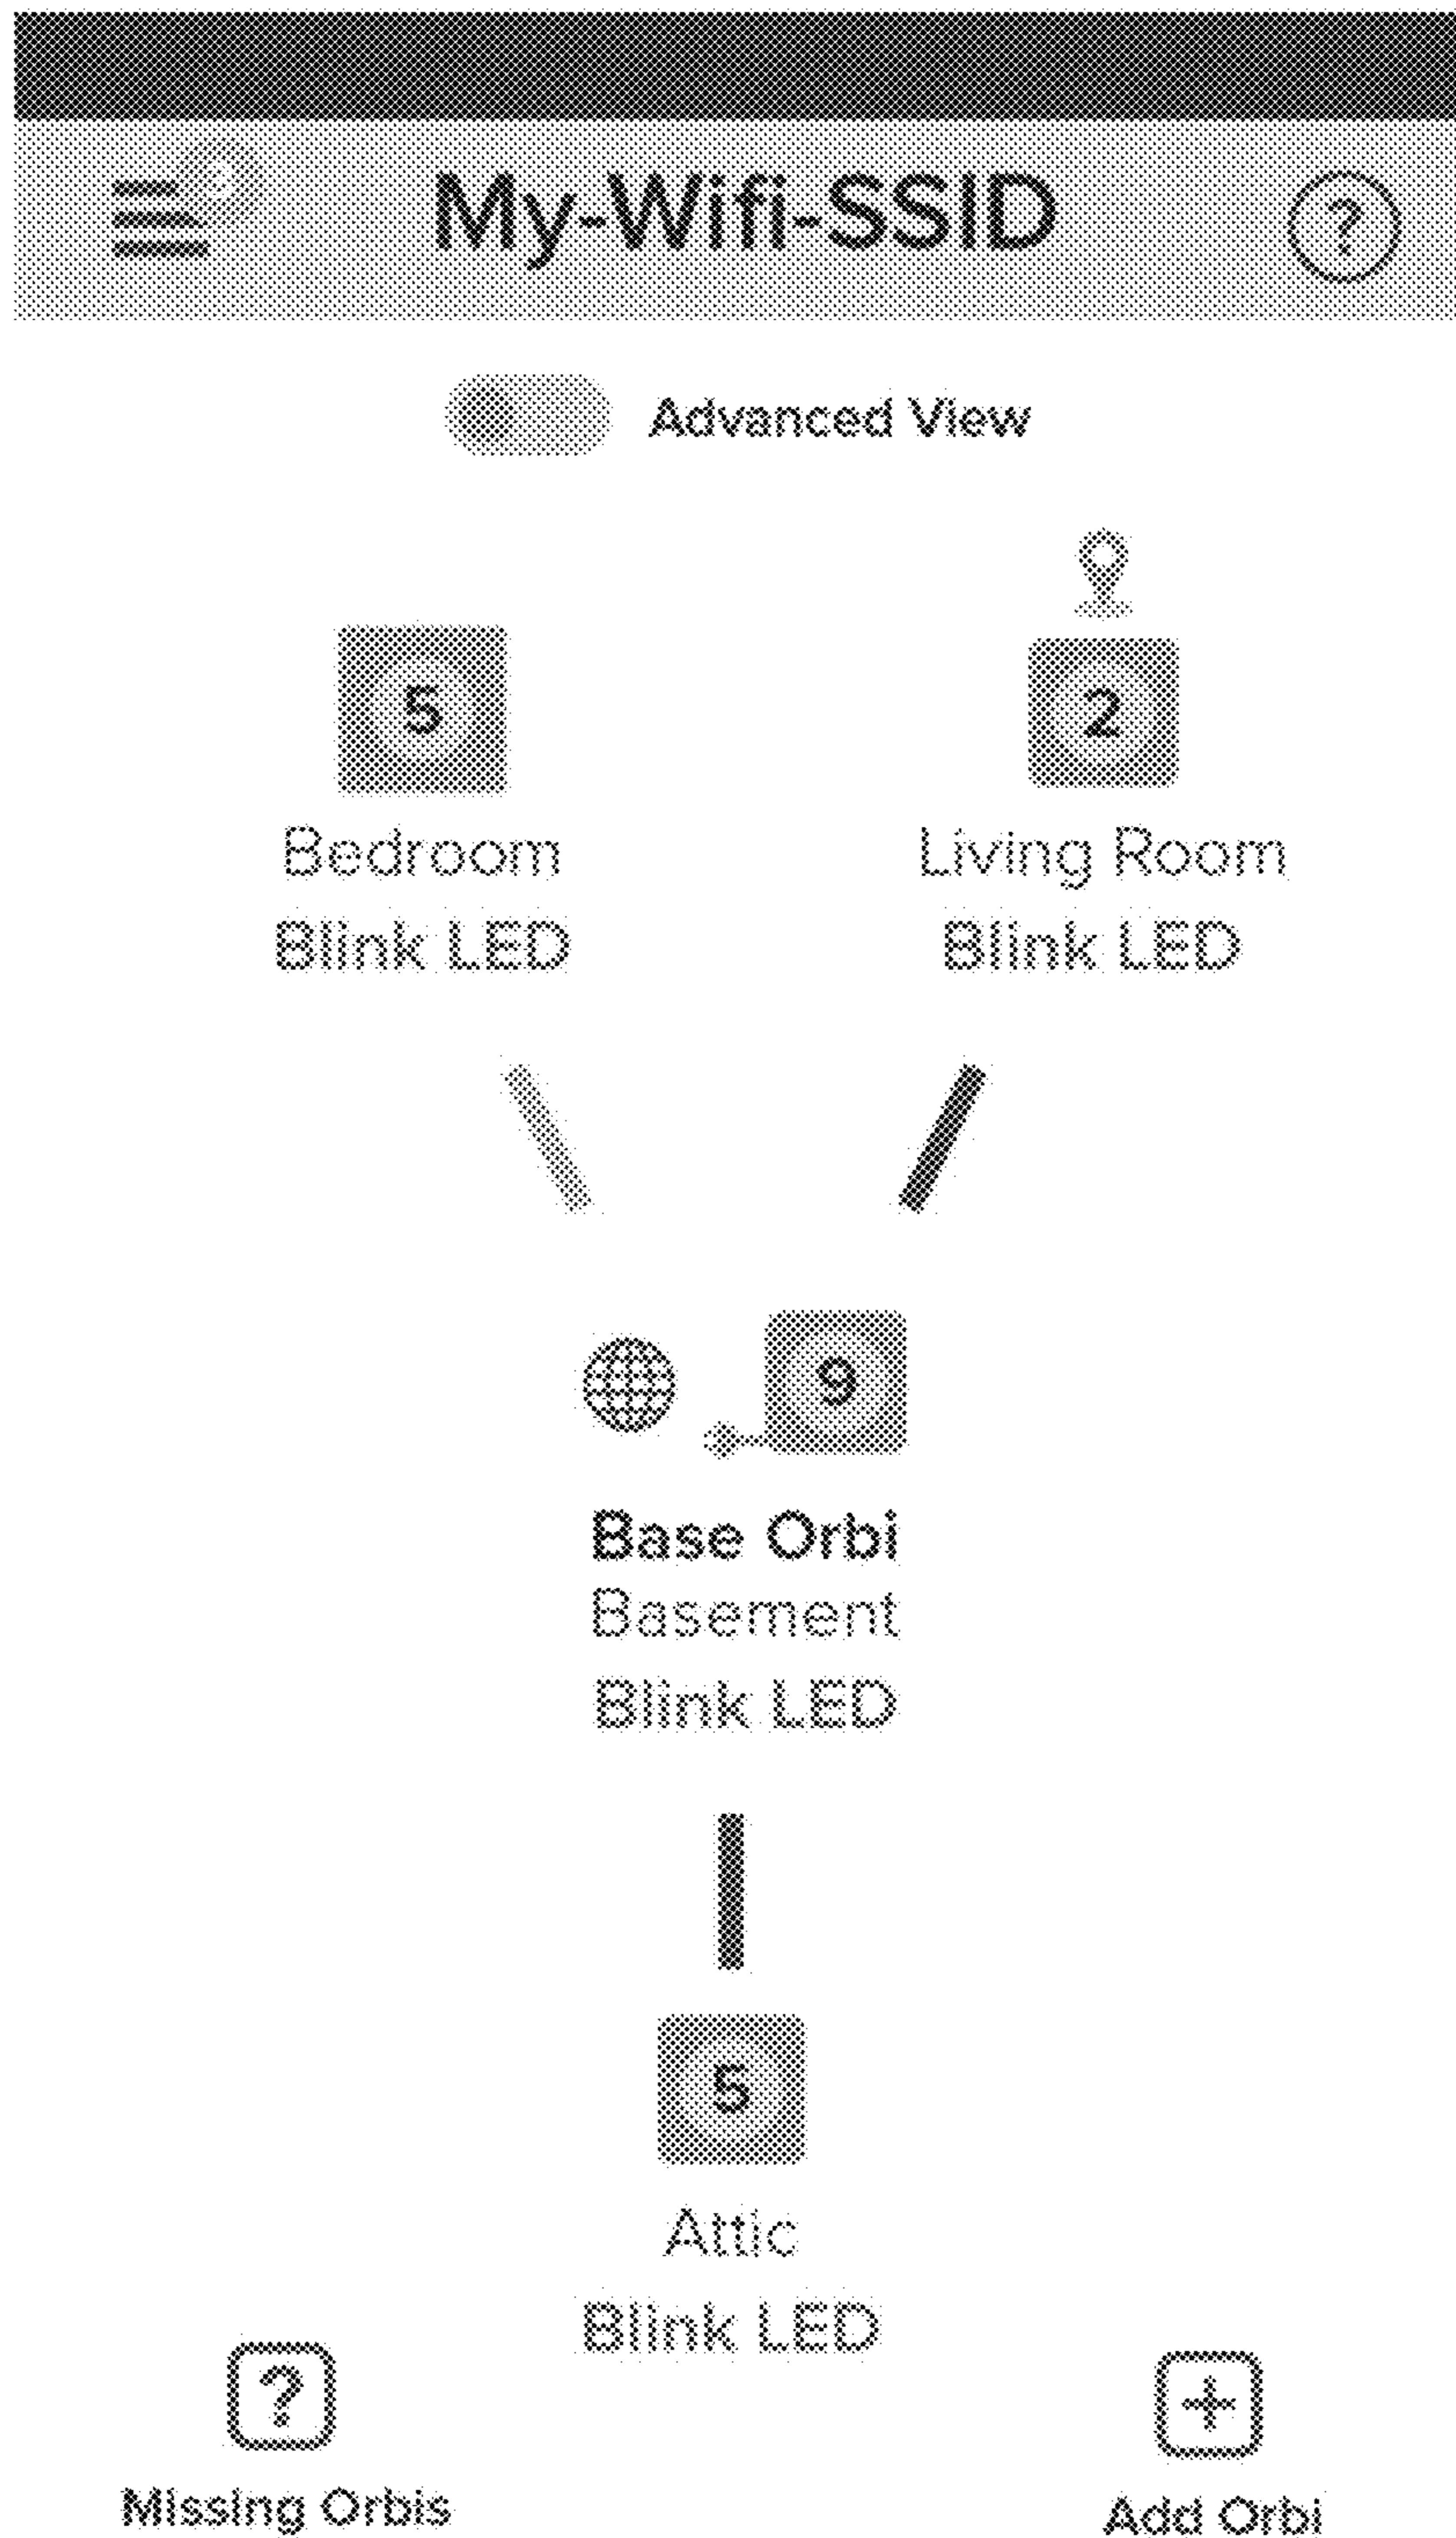 My-Wifi-SSID ?
Advanced View
5 2
Bedroom Living Room
Blink LED Blink LED
9
Base Orbi
Basement
Blink LED
5
Attic
Blink LED
? +
Missing Orbis Add Orbi